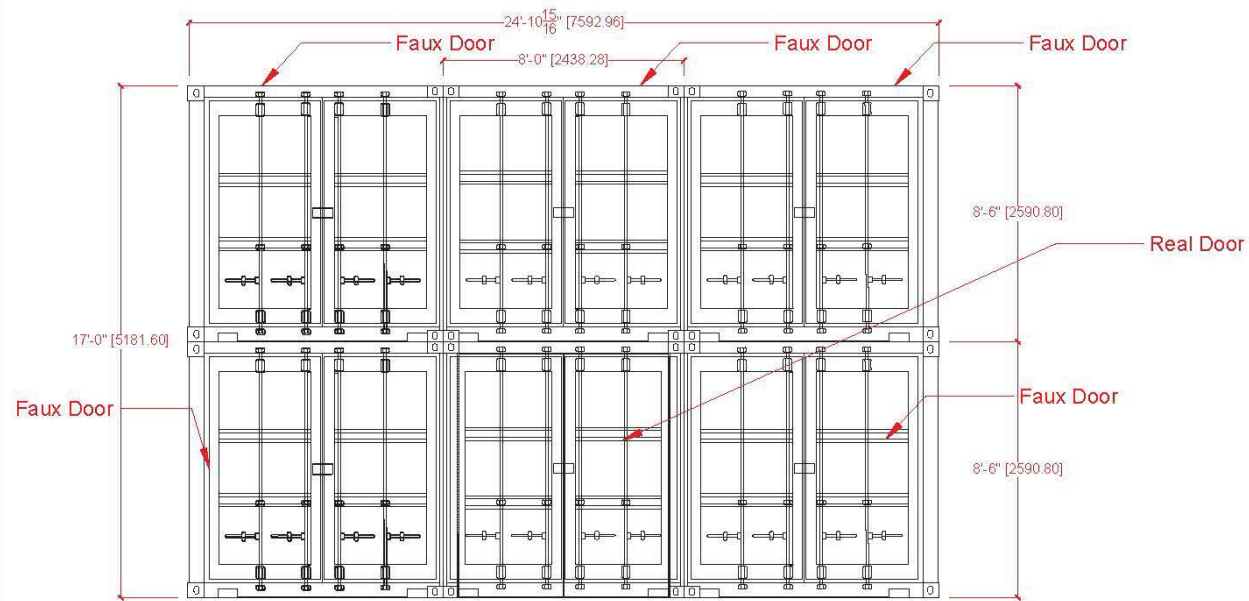 24'-10 15/16" [7592.96]
Faux Door
Faux Door
Faux Door
8'-0" [2438.28]
8'-6" [2590.80]
Real Door
17'-0" [5181.60]
Faux Door
Faux Door
8'-6" [2590.80]